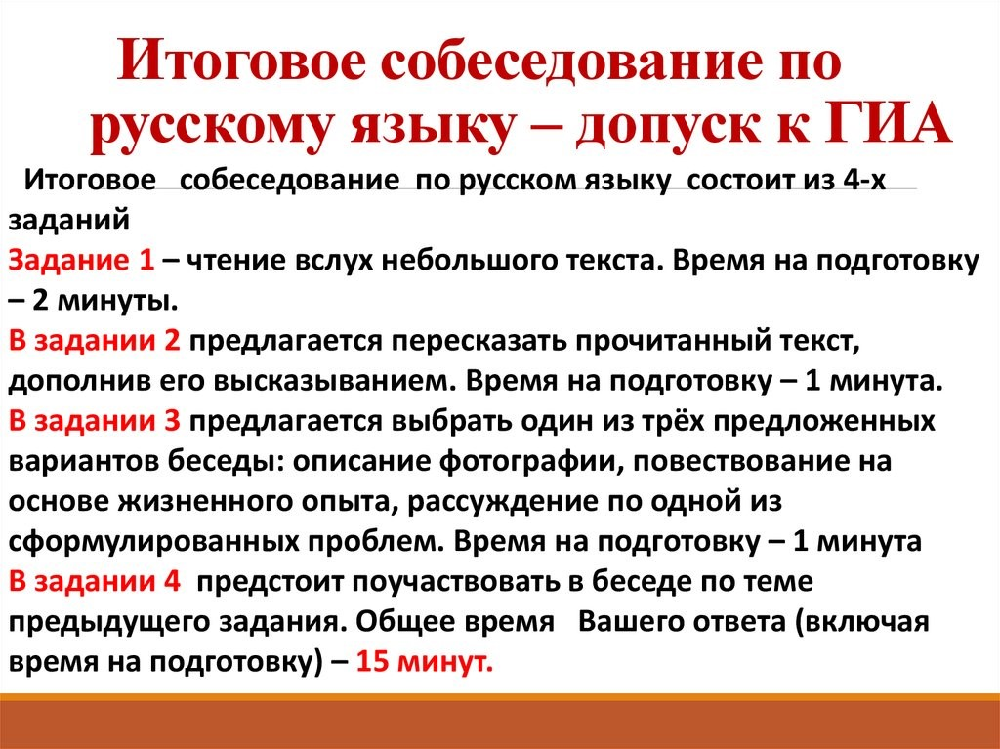 Итоговое собеседование по
русскому языку – допуск к ГИА
Итоговое собеседование по русском языку состоит из 4-х
заданий
Задание 1 – чтение вслух небольшого текста. Время на подготовку
– 2 минуты.
В задании 2 предлагается пересказать прочитанный текст,
дополнив его высказыванием. Время на подготовку – 1 минута.
В задании 3 предлагается выбрать один из трёх предложенных
вариантов беседы: описание фотографии, повествование на
основе жизненного опыта, рассуждение по одной из
сформулированных проблем. Время на подготовку – 1 минута
В задании 4 предстоит поучаствовать в беседе по теме
предыдущего задания. Общее время Вашего ответа (включая
время на подготовку) – 15 минут.